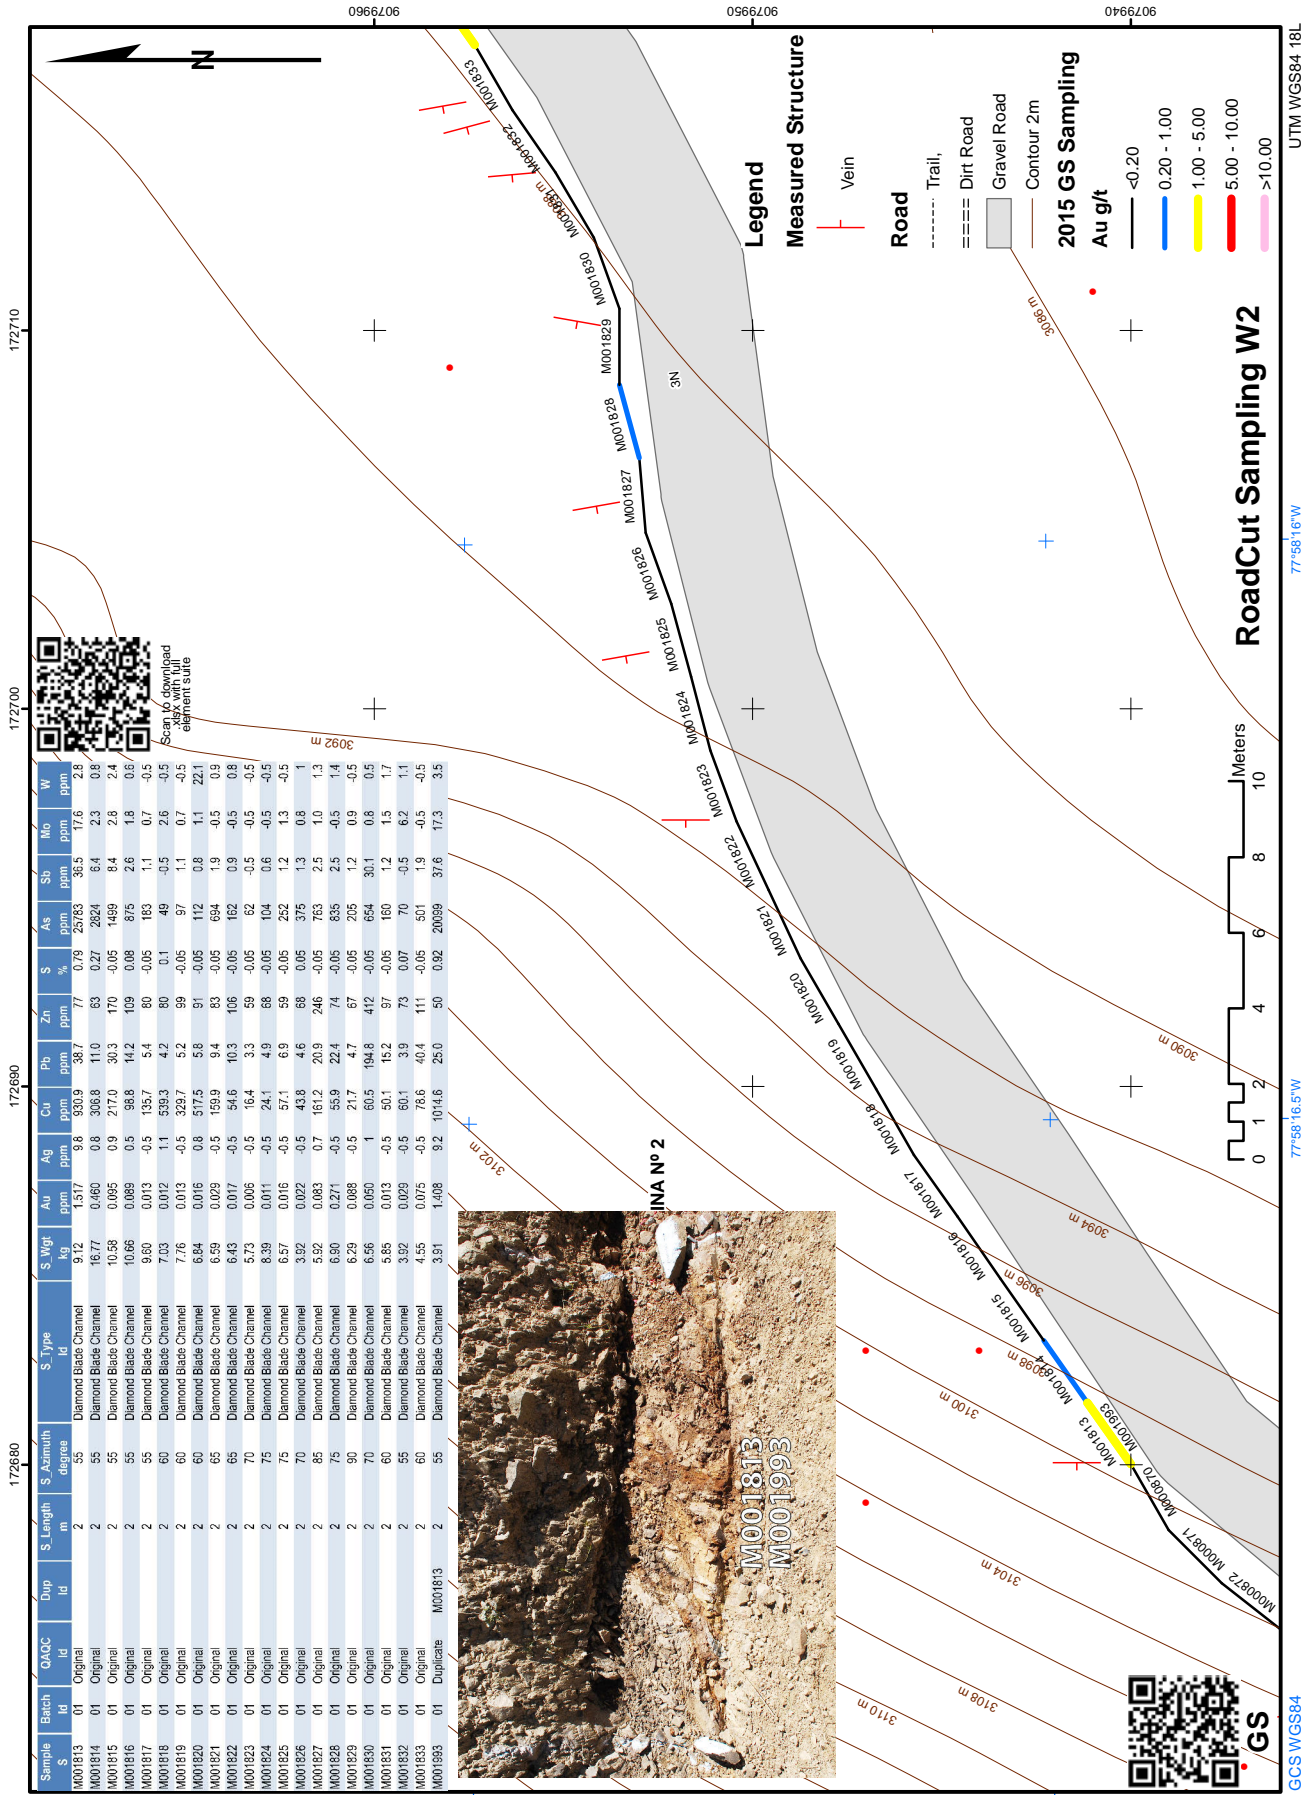 Sample Batch QAQC Dup S_Length S_Azimuth S_Type S_Wgt Au Ag Cu Pb Zn S As Sb Mo W
S Id Id Id m degree Id kg ppm ppm ppm ppm ppm % ppm ppm ppm ppm
M001813 01 Original 2 55 Diamond Blade Channel 9.12 1.517 9.8 930.9 38.7 77 0.79 25783 36.5 17.6 2.8
M001814 01 Original 2 55 Diamond Blade Channel 16.77 0.460 0.8 306.8 11.0 63 0.27 2824 6.4 2.3 0.8
M001815 01 Original 2 55 Diamond Blade Channel 10.58 0.095 0.9 217.0 30.3 170 -0.05 1499 8.4 2.8 2.4
M001816 01 Original 2 55 Diamond Blade Channel 10.66 0.089 0.5 98.8 14.2 109 0.08 875 2.6 1.8 0.6
M001817 01 Original 2 55 Diamond Blade Channel 9.60 0.013 -0.5 135.7 5.4 80 -0.05 183 1.1 0.7 -0.5
M001818 01 Original 2 60 Diamond Blade Channel 7.03 0.012 1.1 539.3 4.2 80 0.1 49 -0.5 2.6 -0.5
M001819 01 Original 2 60 Diamond Blade Channel 7.76 0.013 -0.5 329.7 5.2 99 -0.05 97 1.1 0.7 -0.5
M001820 01 Original 2 60 Diamond Blade Channel 6.84 0.016 0.8 517.5 5.8 91 -0.05 112 0.8 1.1 22.1
M001821 01 Original 2 65 Diamond Blade Channel 6.59 0.029 -0.5 159.9 9.4 83 -0.05 694 1.9 -0.5 0.9
M001822 01 Original 2 65 Diamond Blade Channel 6.43 0.017 -0.5 54.6 10.3 106 -0.05 162 0.9 -0.5 0.8
M001823 01 Original 2 70 Diamond Blade Channel 5.73 0.006 -0.5 16.4 3.3 59 -0.05 62 -0.5 -0.5 -0.5
M001824 01 Original 2 75 Diamond Blade Channel 8.39 0.011 -0.5 24.1 4.9 68 -0.05 104 0.6 -0.5 -0.5
M001825 01 Original 2 75 Diamond Blade Channel 6.57 0.016 -0.5 57.1 6.9 59 -0.05 252 1.2 1.3 -0.5
M001826 01 Original 2 70 Diamond Blade Channel 3.92 0.022 -0.5 43.8 4.6 68 0.05 375 1.3 0.8 1
M001827 01 Original 2 85 Diamond Blade Channel 5.92 0.083 0.7 161.2 20.9 246 -0.05 763 2.5 1.0 1.3
M001828 01 Original 2 75 Diamond Blade Channel 6.90 0.271 -0.5 55.9 22.4 74 -0.05 835 2.5 -0.5 1.4
M001829 01 Original 2 90 Diamond Blade Channel 6.29 0.088 -0.5 21.7 4.7 67 -0.05 205 1.2 0.9 -0.5
M001830 01 Original 2 70 Diamond Blade Channel 6.56 0.050 1 60.5 194.8 412 -0.05 654 30.1 0.8 0.5
M001831 01 Original 2 60 Diamond Blade Channel 5.85 0.013 -0.5 50.1 15.2 97 -0.05 160 1.2 1.5 1.7
M001832 01 Original 2 55 Diamond Blade Channel 3.92 0.029 -0.5 60.1 3.9 73 0.07 70 -0.5 6.2 1.1
M001833 01 Original 2 60 Diamond Blade Channel 4.55 0.075 -0.5 78.6 40.4 111 -0.05 501 1.9 -0.5 -0.5
M001993 01 Duplicate M001813 2 55 Diamond Blade Channel 3.91 1.408 9.2 1014.6 25.0 50 0.92 20099 37.6 17.3 3.5
Scan to download
.xlsx with full
element suite
N
172680
172690
172700
172710
9079960
9079950
9079940
INA Nº 2
M001813
M001993
3092 m
3102 m
3088 m
3086 m
3090 m
3094 m
3096 m
3098 m
3100 m
3104 m
3108 m
3110 m
3N
M000872
M000871
M000870
M001813
M001993
M001814
M001815
M001816
M001817
M001818
M001819
M001820
M001821
M001822
M001823
M001824
M001825
M001826
M001827
M001828
M001829
M001830
M001831
M001832
M001833
Legend
Measured Structure
Vein
Road
Trail,
Dirt Road
Gravel Road
Contour 2m
2015 GS Sampling
Au g/t
<0.20
0.20 - 1.00
1.00 - 5.00
5.00 - 10.00
>10.00
GS
0 1 2 4 6 8 10
Meters
RoadCut Sampling W2
GCS WGS84
77°58'16.5"W
77°58'16"W
UTM WGS84 18L